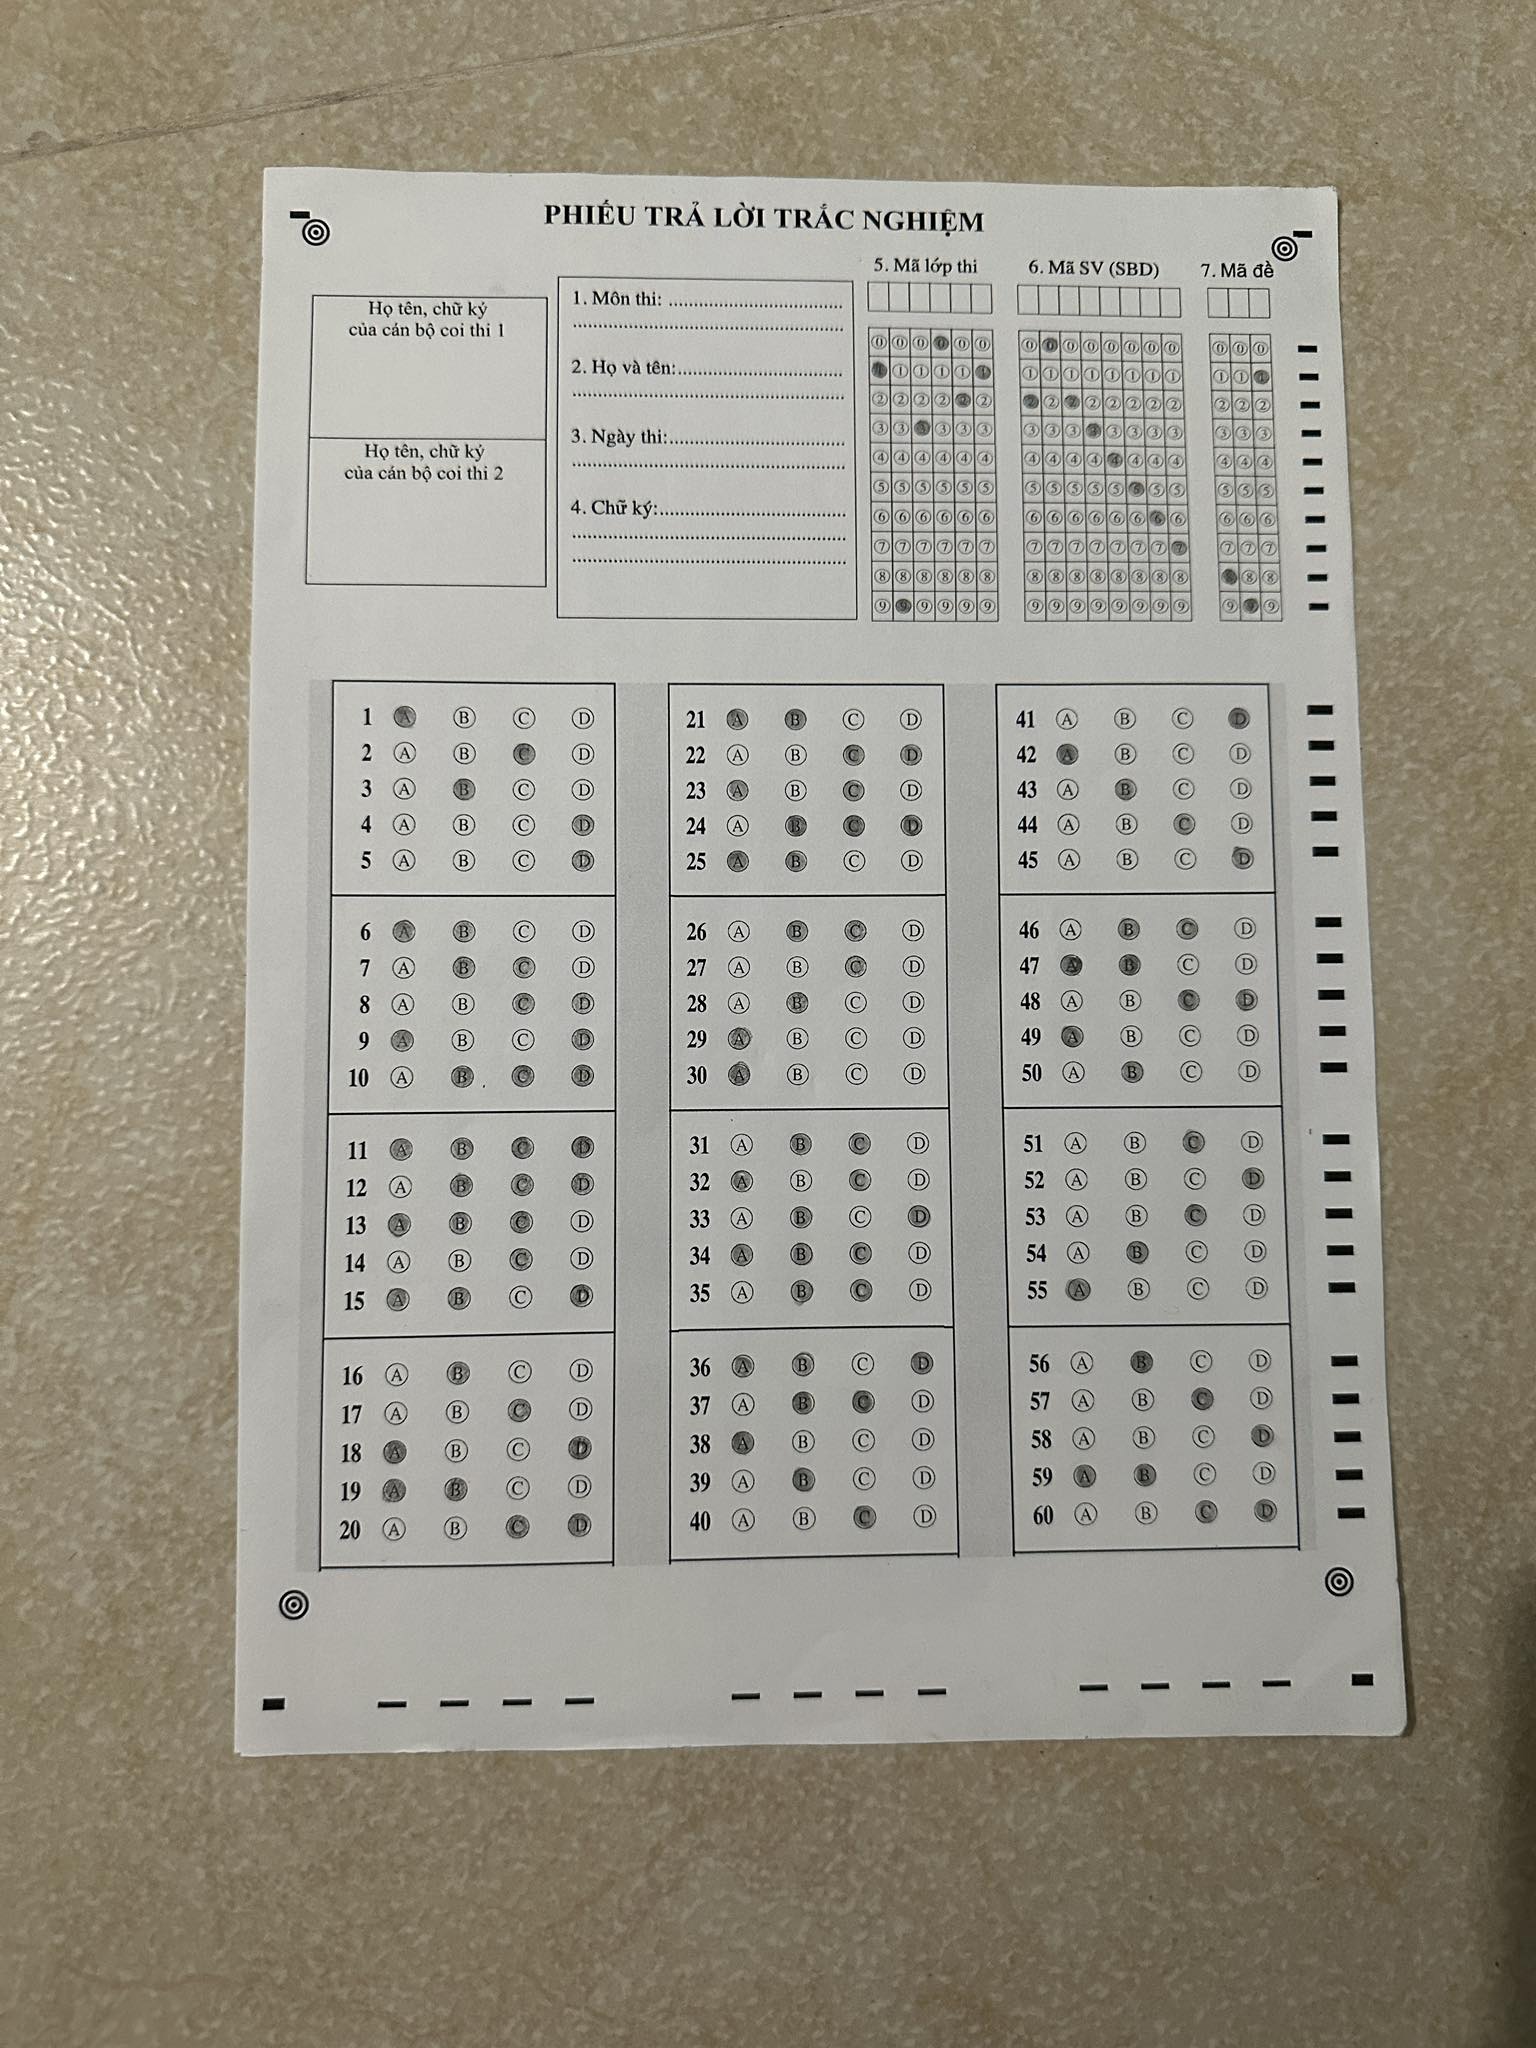 PHIẾU TRẢ LỜI TRẮC NGHIỆM
Họ tên, chữ ký
của cán bộ coi thi 1
Họ tên, chữ ký
của cán bộ coi thi 2
1. Môn thi: ................................
................................................
2. Họ và tên:..............................
................................................
3. Ngày thi:................................
................................................
4. Chữ ký:..................................
................................................
................................................
5. Mã lớp thi
6. Mã SV (SBD)
7. Mã đề
0 0 0 0 0 0 0 0 0 0 0 0 0 0 0 0 0
1 1 1 1 1 1 1 1 1 1 1 1 1 1 1 1 1
2 2 2 2 2 2 2 2 2 2 2 2 2 2 2 2 2
3 3 3 3 3 3 3 3 3 3 3 3 3 3 3 3 3
4 4 4 4 4 4 4 4 4 4 4 4 4 4 4 4 4
5 5 5 5 5 5 5 5 5 5 5 5 5 5 5 5 5
6 6 6 6 6 6 6 6 6 6 6 6 6 6 6 6 6
7 7 7 7 7 7 7 7 7 7 7 7 7 7 7 7 7
8 8 8 8 8 8 8 8 8 8 8 8 8 8 8 8 8
9 9 9 9 9 9 9 9 9 9 9 9 9 9 9 9 9
1 A B C D
2 A B C D
3 A B C D
4 A B C D
5 A B C D
6 A B C D
7 A B C D
8 A B C D
9 A B C D
10 A B C D
11 A B C D
12 A B C D
13 A B C D
14 A B C D
15 A B C D
16 A B C D
17 A B C D
18 A B C D
19 A B C D
20 A B C D
21 A B C D
22 A B C D
23 A B C D
24 A B C D
25 A B C D
26 A B C D
27 A B C D
28 A B C D
29 A B C D
30 A B C D
31 A B C D
32 A B C D
33 A B C D
34 A B C D
35 A B C D
36 A B C D
37 A B C D
38 A B C D
39 A B C D
40 A B C D
41 A B C D
42 A B C D
43 A B C D
44 A B C D
45 A B C D
46 A B C D
47 A B C D
48 A B C D
49 A B C D
50 A B C D
51 A B C D
52 A B C D
53 A B C D
54 A B C D
55 A B C D
56 A B C D
57 A B C D
58 A B C D
59 A B C D
60 A B C D